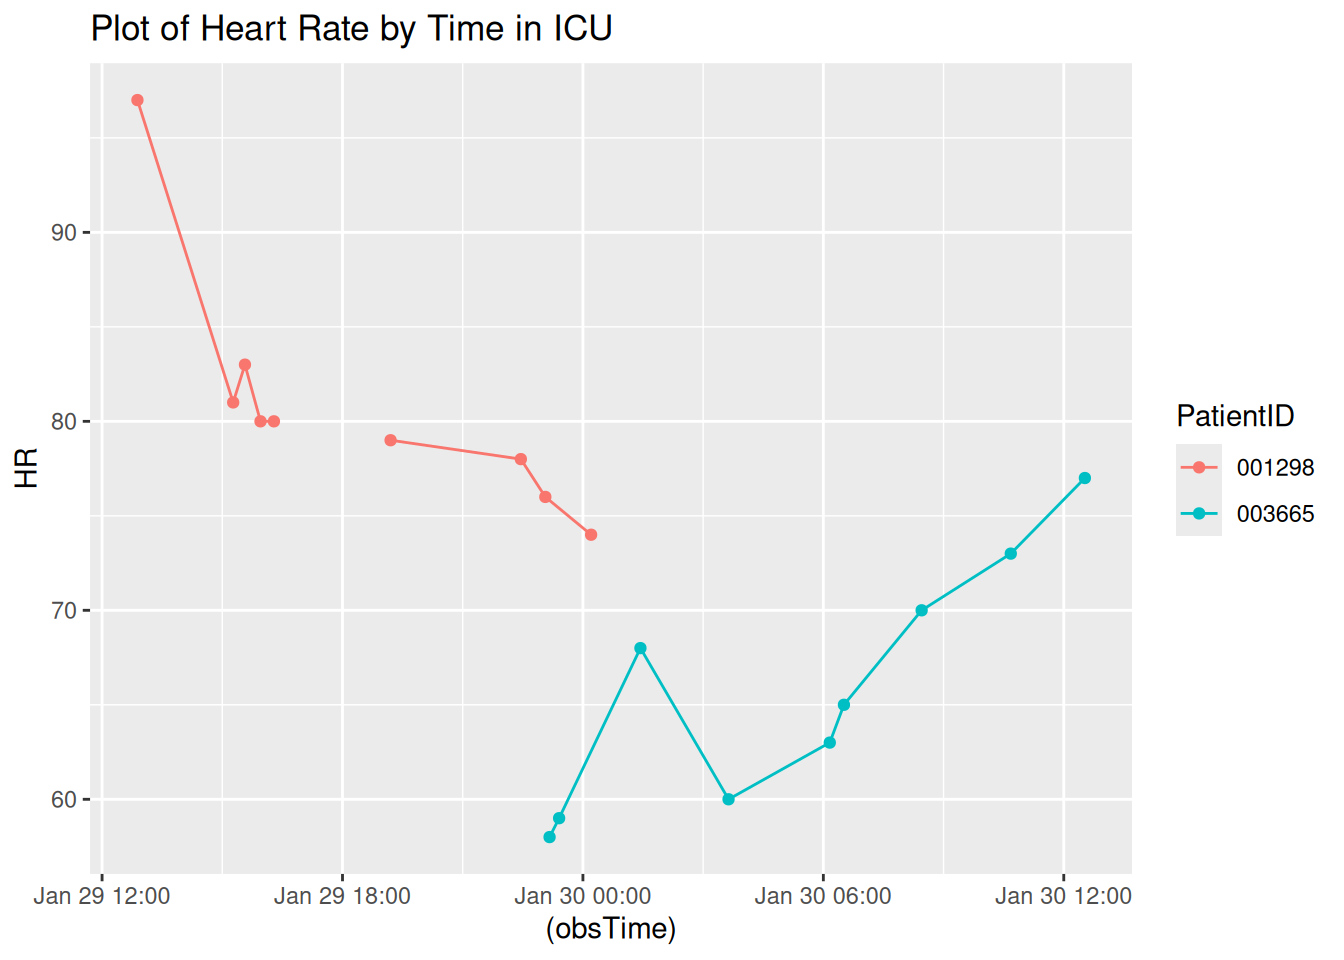 Plot of Heart Rate by Time in ICU
HR
90
80
70
60
Jan 29 12:00
Jan 29 18:00
Jan 30 00:00
Jan 30 06:00
Jan 30 12:00
(obsTime)
PatientID
001298
003665